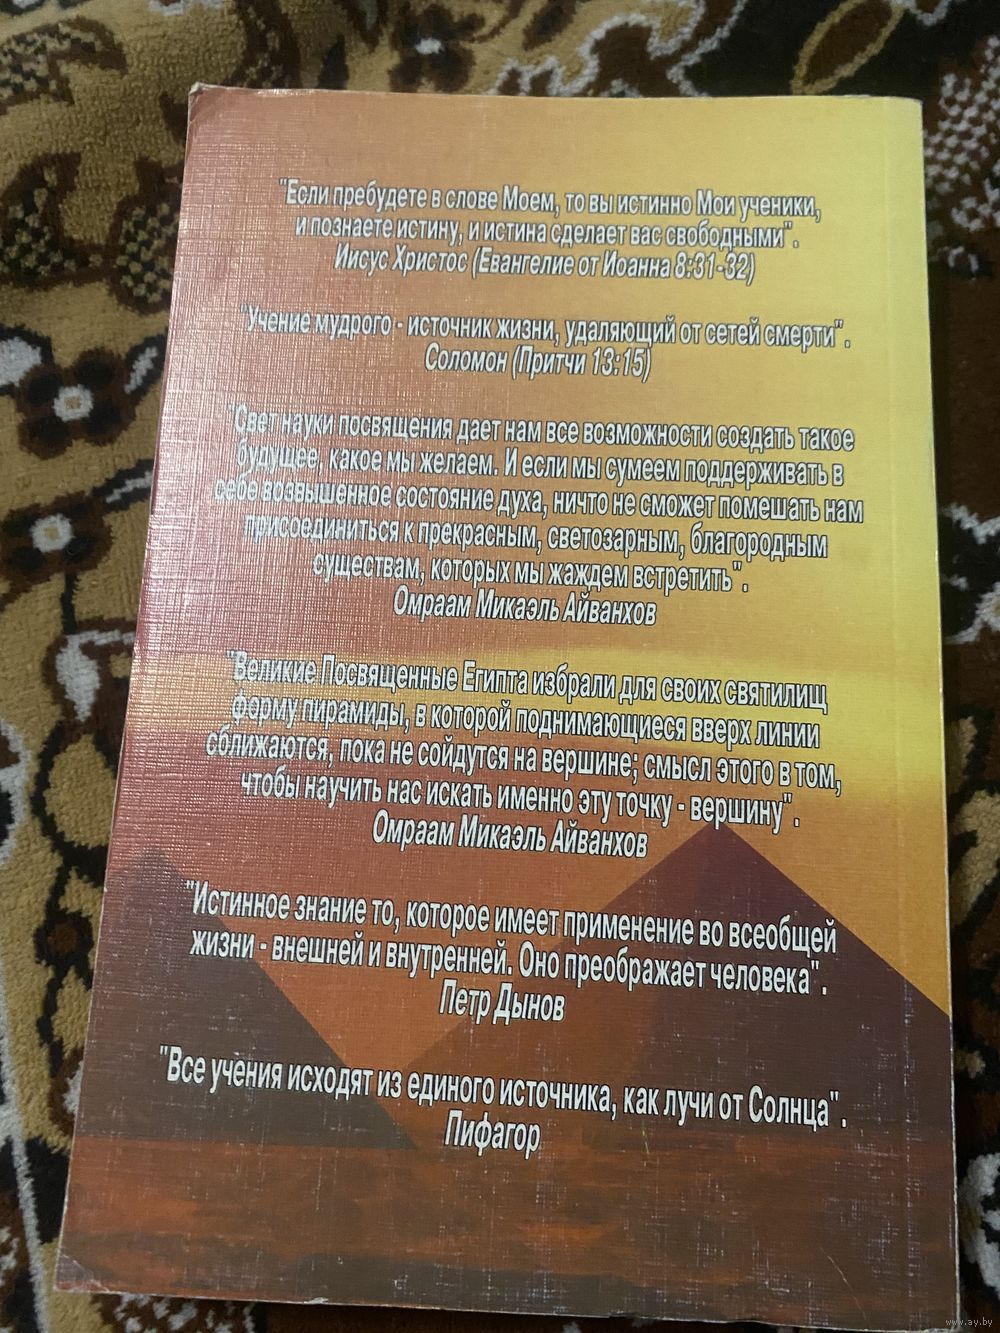 "Если пребудете в слове Моем, то вы истинно Мои ученики,
и познаете истину, и истина сделает вас свободными".
Иисус Христос (Евангелие от Иоанна 8:31-32)
"Учение мудрого - источник жизни, удаляющий от сетей смерти".
Соломон (Притчи 13:15)
"Свет науки посвящения дает нам все возможности создать такое
будущее, какое мы желаем. И если мы сумеем поддерживать в
себе возвышенное состояние духа, ничто не сможет помешать нам
присоединиться к прекрасным, светозарным, благородным
существам, которых мы жаждем встретить".
Омраам Микаэль Айванхов
"Великие Посвященные Египта избрали для своих святилищ
форму пирамиды, в которой поднимающиеся вверх линии
сближаются, пока не сойдутся на вершине; смысл этого в том,
чтобы научить нас искать именно эту точку - вершину".
Омраам Микаэль Айванхов
"Истинное знание то, которое имеет применение во всеобщей
жизни - внешней и внутренней. Оно преображает человека".
Петр Дынов
"Все учения исходят из единого источника, как лучи от Солнца".
Пифагор
www.ay.by